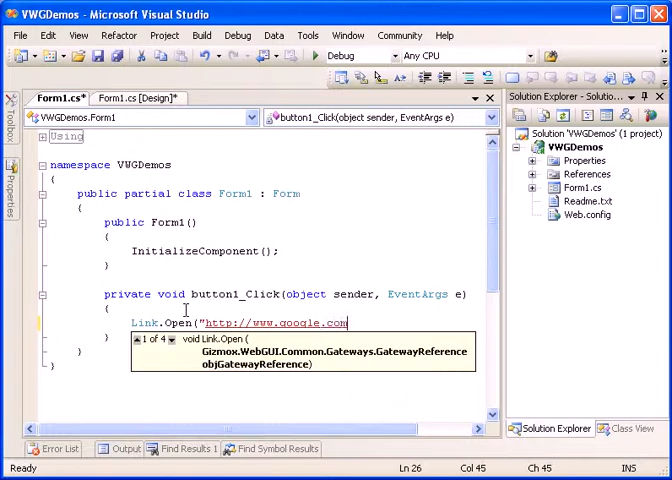 VWGDemos - Microsoft Visual Studio
File Edit View Refactor Project Build Debug Data Tools Window Community Help
Debug Any CPU
Form1.cs* Form1.cs [Design]*
VWGDemos.Form1 button1_Click(object sender, EventArgs e)
Using
namespace VWGDemos
{
public partial class Form1 : Form
{
public Form1()
{
InitializeComponent();
}
private void button1_Click(object sender, EventArgs e)
{
Link.Open("http://www.google.com
}
}
}
1 of 4 void Link.Open (
Gizmox.WebGUI.Common.Gateways.GatewayReference
objGatewayReference)
Toolbox
Properties
Solution Explorer - Solutio...
Solution 'VWGDemos' (1 project)
VWGDemos
Properties
References
Form1.cs
Readme.txt
Web.config
Solution Explorer Class View
Error List Output Find Results 1 Find Symbol Results
Ready Ln 26 Col 45 Ch 45 INS